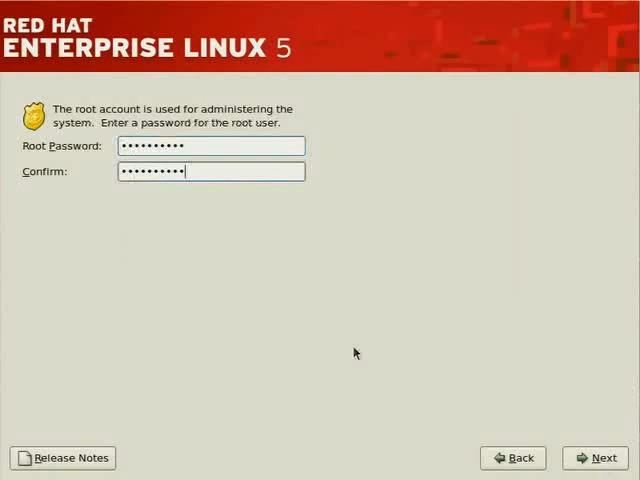 RED HAT
ENTERPRISE LINUX 5
The root account is used for administering the
system. Enter a password for the root user.
Root Password: ••••••••••
Confirm: ••••••••••
Release Notes
Back
Next